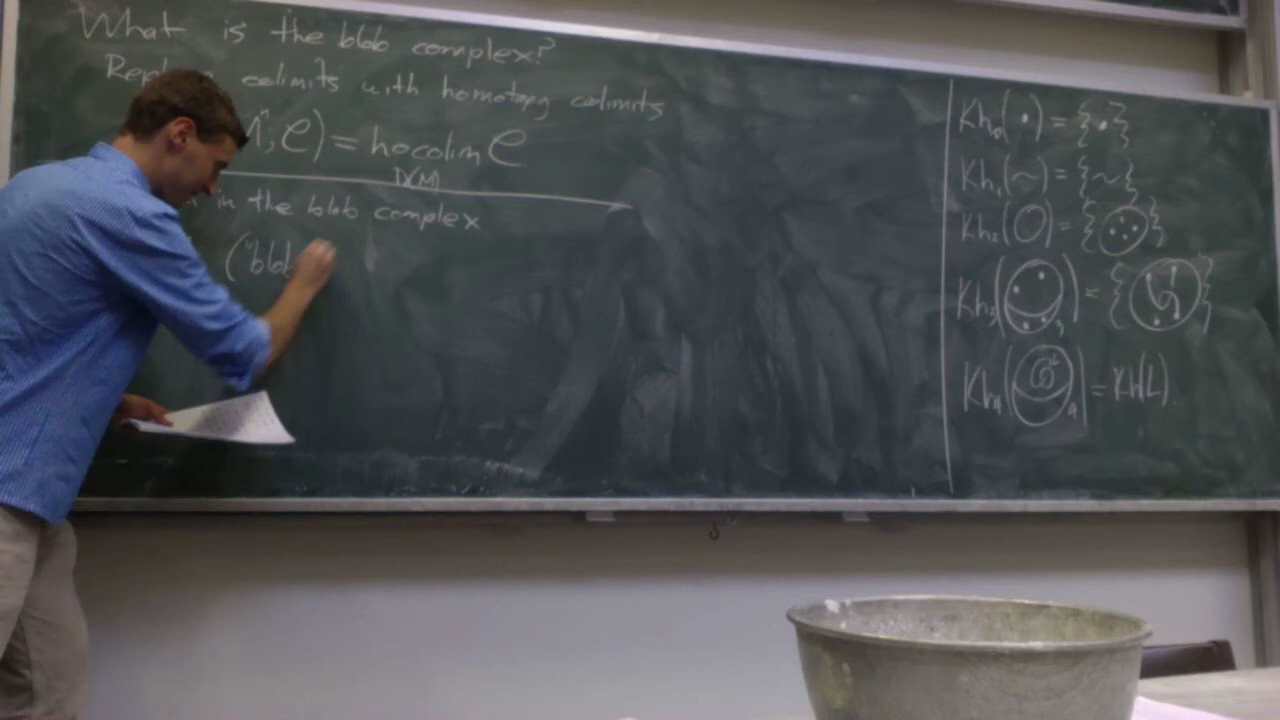 What is the blob complex?
colimits with homotopy colimits
; C) = hocolim C
D(M)
in the blob complex
("blob
Kh₀(•) = {•}
Kh₁(~) = {~}
Kh₂(○) = { }
Kh₃( ) = { }
Kh₄( ) = Kh(L).